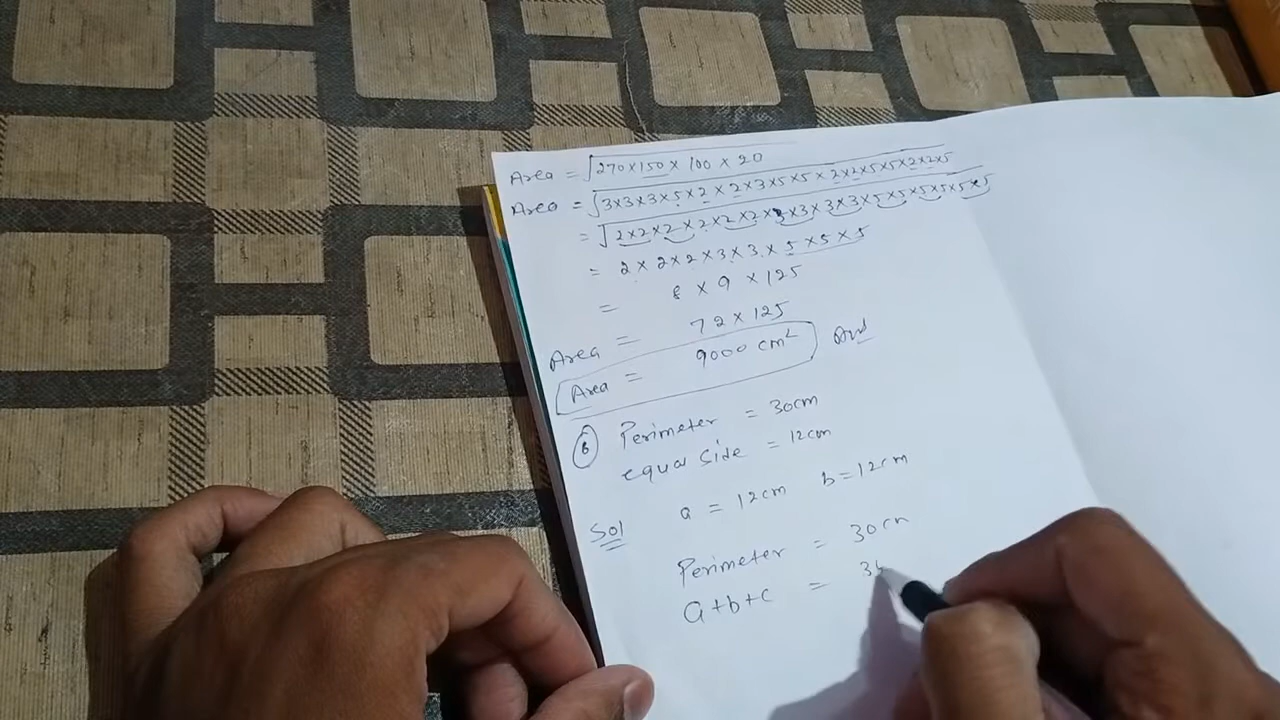 Area = √270×150×100×20
Area = √3×3×3×5×2×2×3×5×5×2×2×5×5×2×2×5
= √2×2×2×2×2×2×3×3×3×3×5×5×5×5×5×5
= 2×2×2×3×3×5×5×5
= 8×9×125
Area = 72×125
Area = 9000 cm² Ans
6 Perimeter = 30cm
equal side = 12cm
Sol a = 12cm b = 12cm
Perimeter = 30cm
a+b+c =